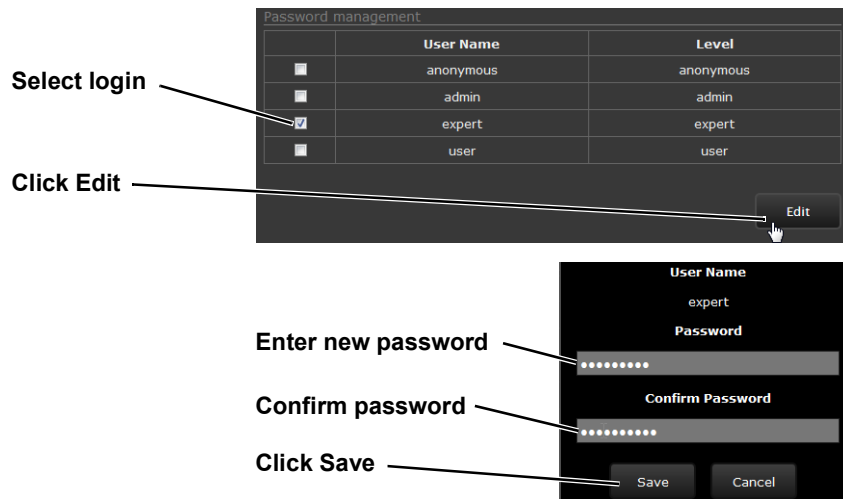 Password management
User Name Level
anonymous anonymous
Select login
admin admin
expert expert
user user
Click Edit
Edit
User Name
expert
Password
Enter new password
•••••••••
Confirm Password
Confirm password
••••••••••
Click Save
Save Cancel